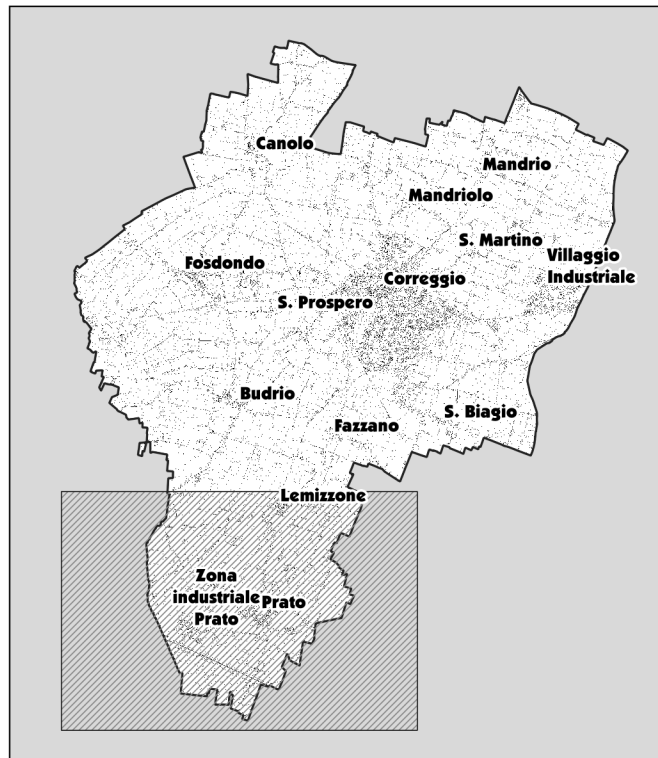 Canolo
Mandrio
Mandriolo
S. Martino
Villaggio
Industriale
Fosdondo
Correggio
S. Prospero
Budrio
S. Biagio
Fazzano
Lemizzone
Zona
industriale
Prato
Prato